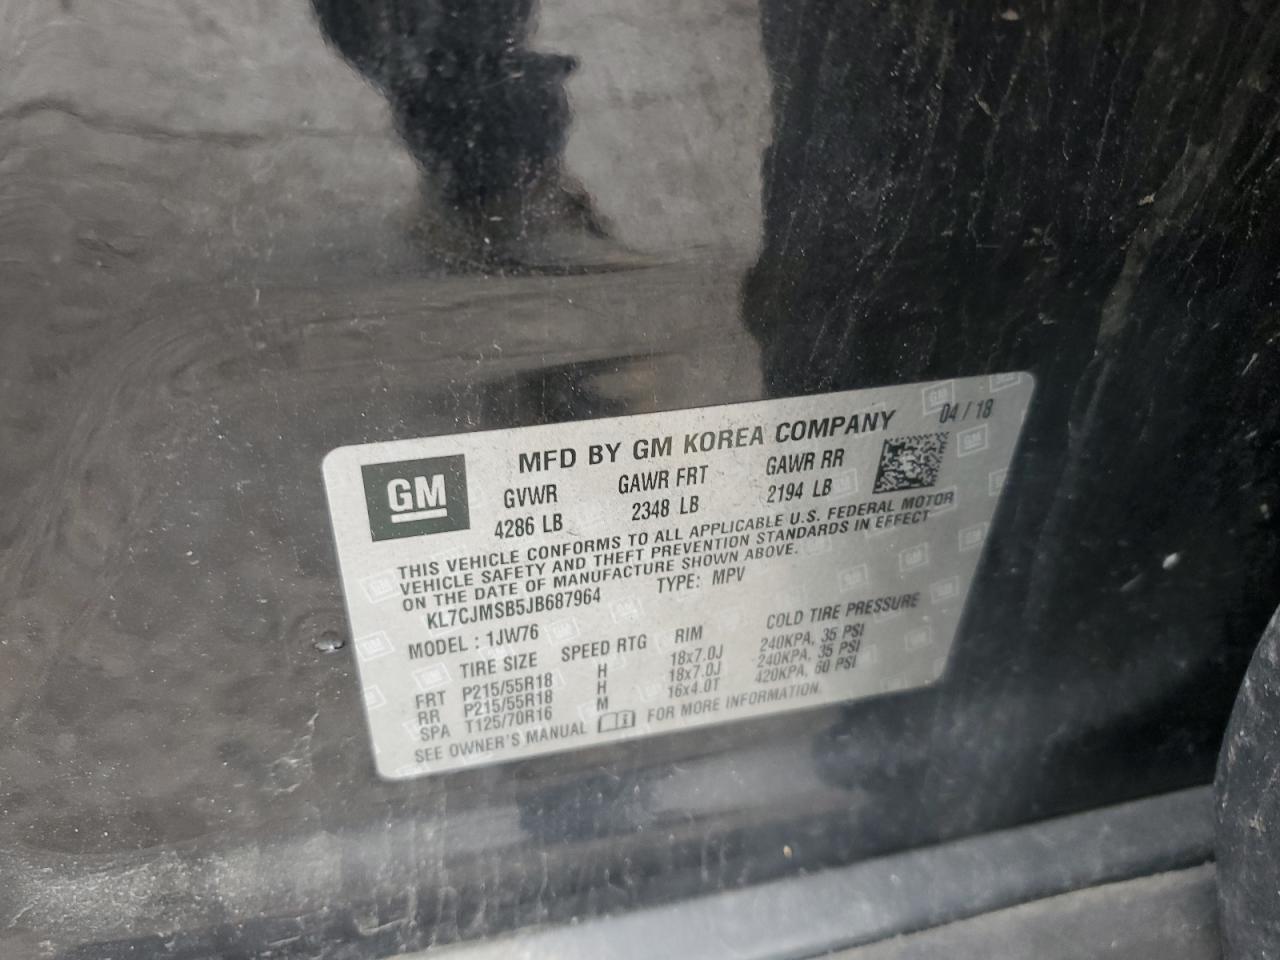 MFD BY GM KOREA COMPANY 04 / 18
GM
GVWR GAWR FRT GAWR RR
4286 LB 2348 LB 2194 LB
THIS VEHICLE CONFORMS TO ALL APPLICABLE U.S. FEDERAL MOTOR
VEHICLE SAFETY AND THEFT PREVENTION STANDARDS IN EFFECT
ON THE DATE OF MANUFACTURE SHOWN ABOVE.
KL7CJMSB5JB687964 TYPE: MPV
MODEL : 1JW76
TIRE SIZE SPEED RTG RIM COLD TIRE PRESSURE
FRT P215/55R18 H 18x7.0J 240KPA, 35 PSI
RR P215/55R18 H 18x7.0J 240KPA, 35 PSI
SPA T125/70R16 M 16x4.0T 420KPA, 60 PSI
SEE OWNER'S MANUAL FOR MORE INFORMATION.